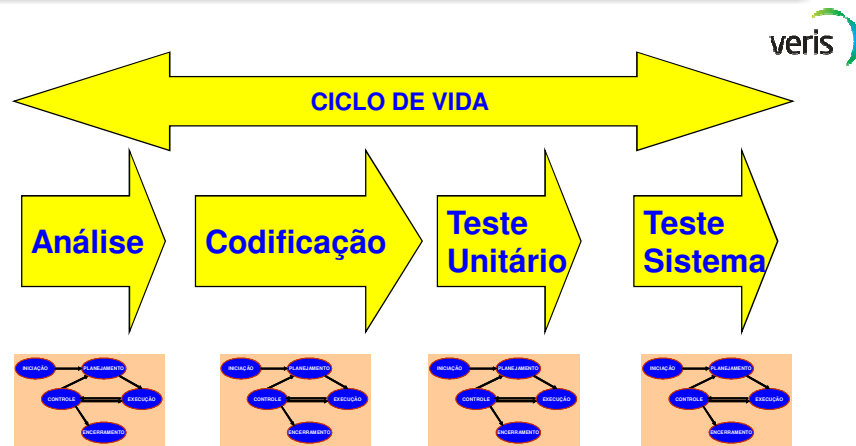 veris
CICLO DE VIDA
Análise
Codificação
Teste
Unitário
Teste
Sistema
INICIAÇÃO
PLANEJAMENTO
CONTROLE
EXECUÇÃO
ENCERRAMENTO
INICIAÇÃO
PLANEJAMENTO
CONTROLE
EXECUÇÃO
ENCERRAMENTO
INICIAÇÃO
PLANEJAMENTO
CONTROLE
EXECUÇÃO
ENCERRAMENTO
INICIAÇÃO
PLANEJAMENTO
CONTROLE
EXECUÇÃO
ENCERRAMENTO